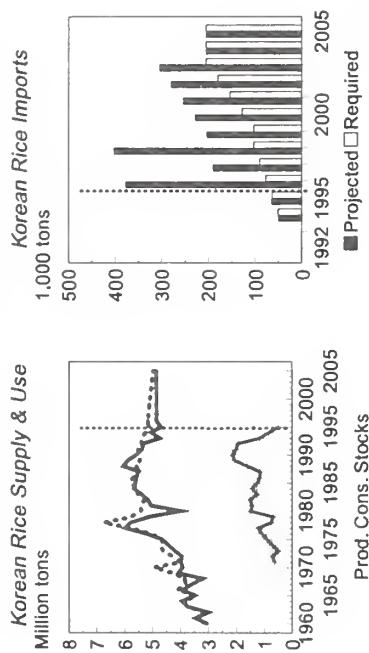 Korean Rice Supply & Use
Million tons
8
7
6
5
4
3
2
1
0
1960 1965 1970 1975 1980 1985 1990 1995 2000 2005
Prod. Cons. Stocks
Korean Rice Imports
1,000 tons
500
400
300
200
100
0
1992 1995 2000 2005
Projected Required